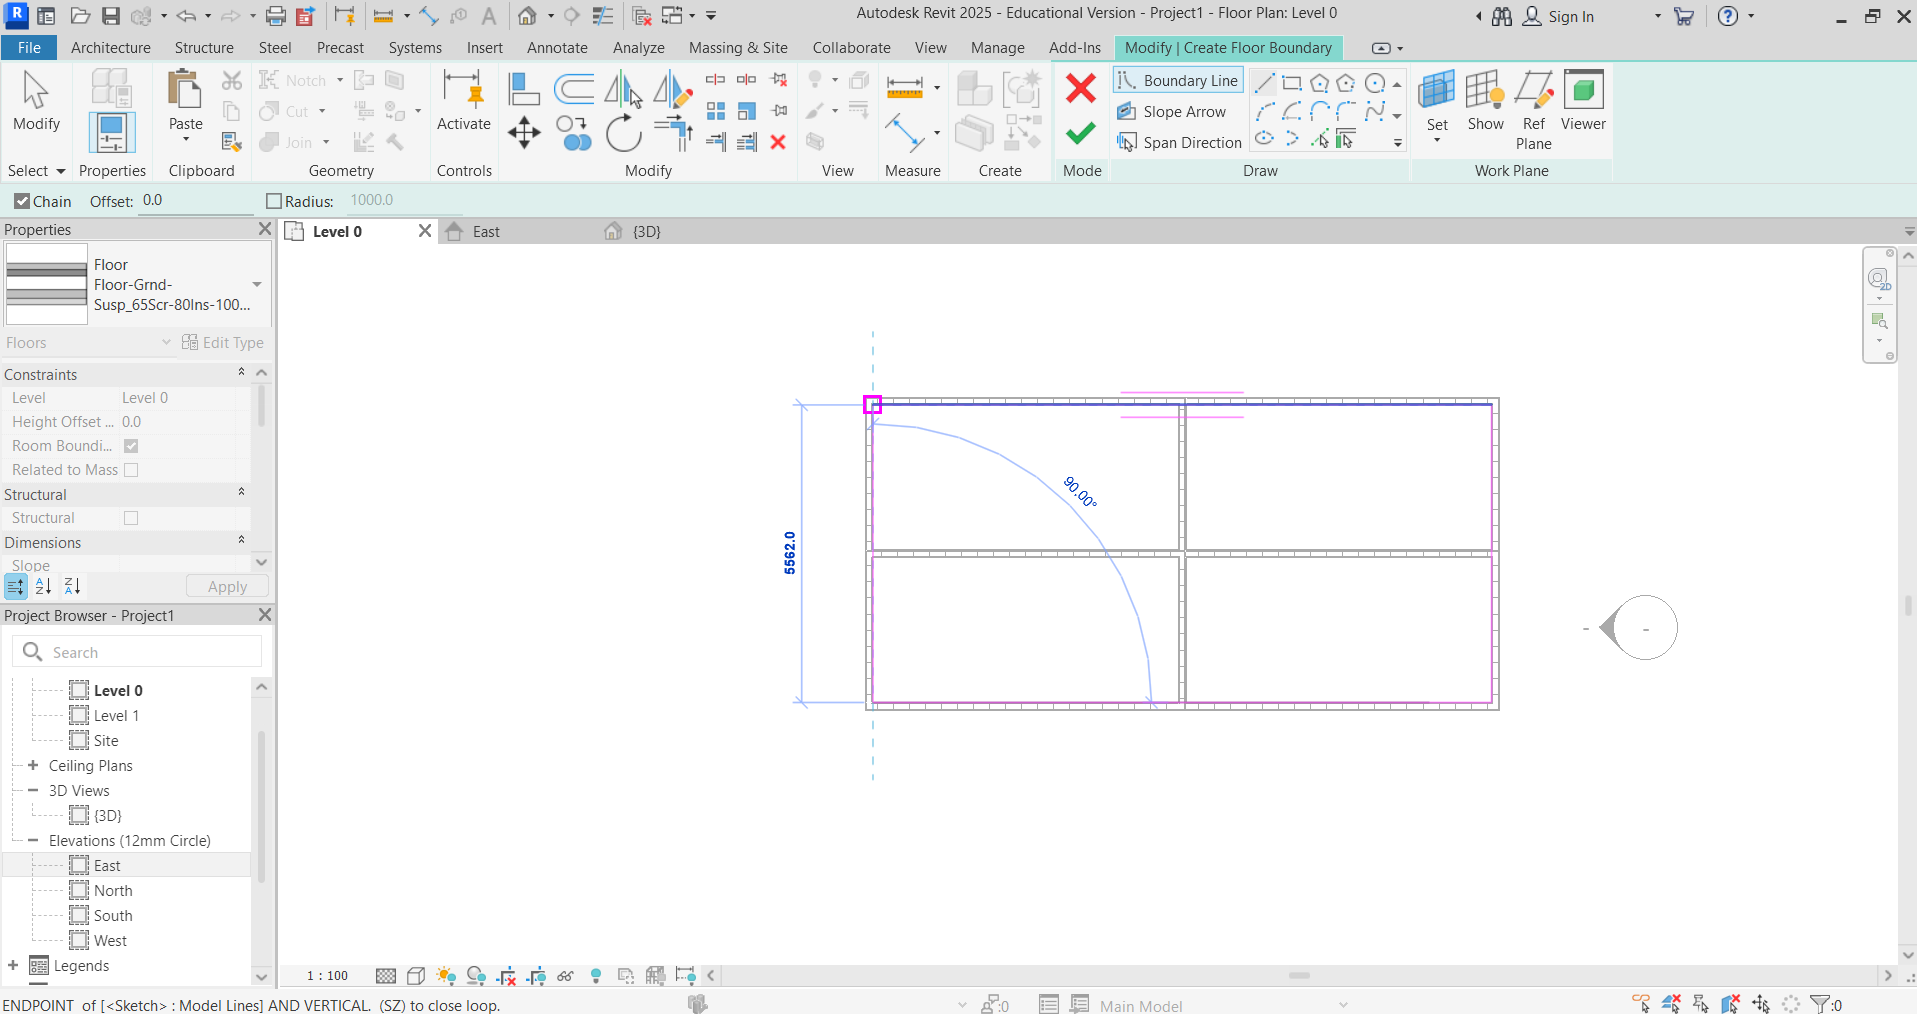 R
Autodesk Revit 2025 - Educational Version - Project1 - Floor Plan: Level 0
Sign In
File Architecture Structure Steel Precast Systems Insert Annotate Analyze Massing & Site Collaborate View Manage Add-Ins Modify | Create Floor Boundary
Modify
Paste
Notch
Cut
Join
Activate
Boundary Line
Slope Arrow
Span Direction
Set
Show
Ref
Plane
Viewer
Select Properties Clipboard Geometry Controls Modify View Measure Create Mode Draw Work Plane
Chain Offset: 0.0 Radius: 1000.0
Properties
Level 0 East {3D}
Floor
Floor-Grnd-
Susp_65Scr-80Ins-100...
Floors Edit Type
Constraints
Level Level 0
Height Offset ... 0.0
Room Boundi...
Related to Mass
Structural
Structural
Dimensions
Slope
Apply
Project Browser - Project1
Search
Level 0
Level 1
Site
Ceiling Plans
3D Views
{3D}
Elevations (12mm Circle)
East
North
South
West
Legends
2D
90.00°
5562.0
1 : 100
ENDPOINT of [<Sketch> : Model Lines] AND VERTICAL. (SZ) to close loop.
:0
Main Model
:0